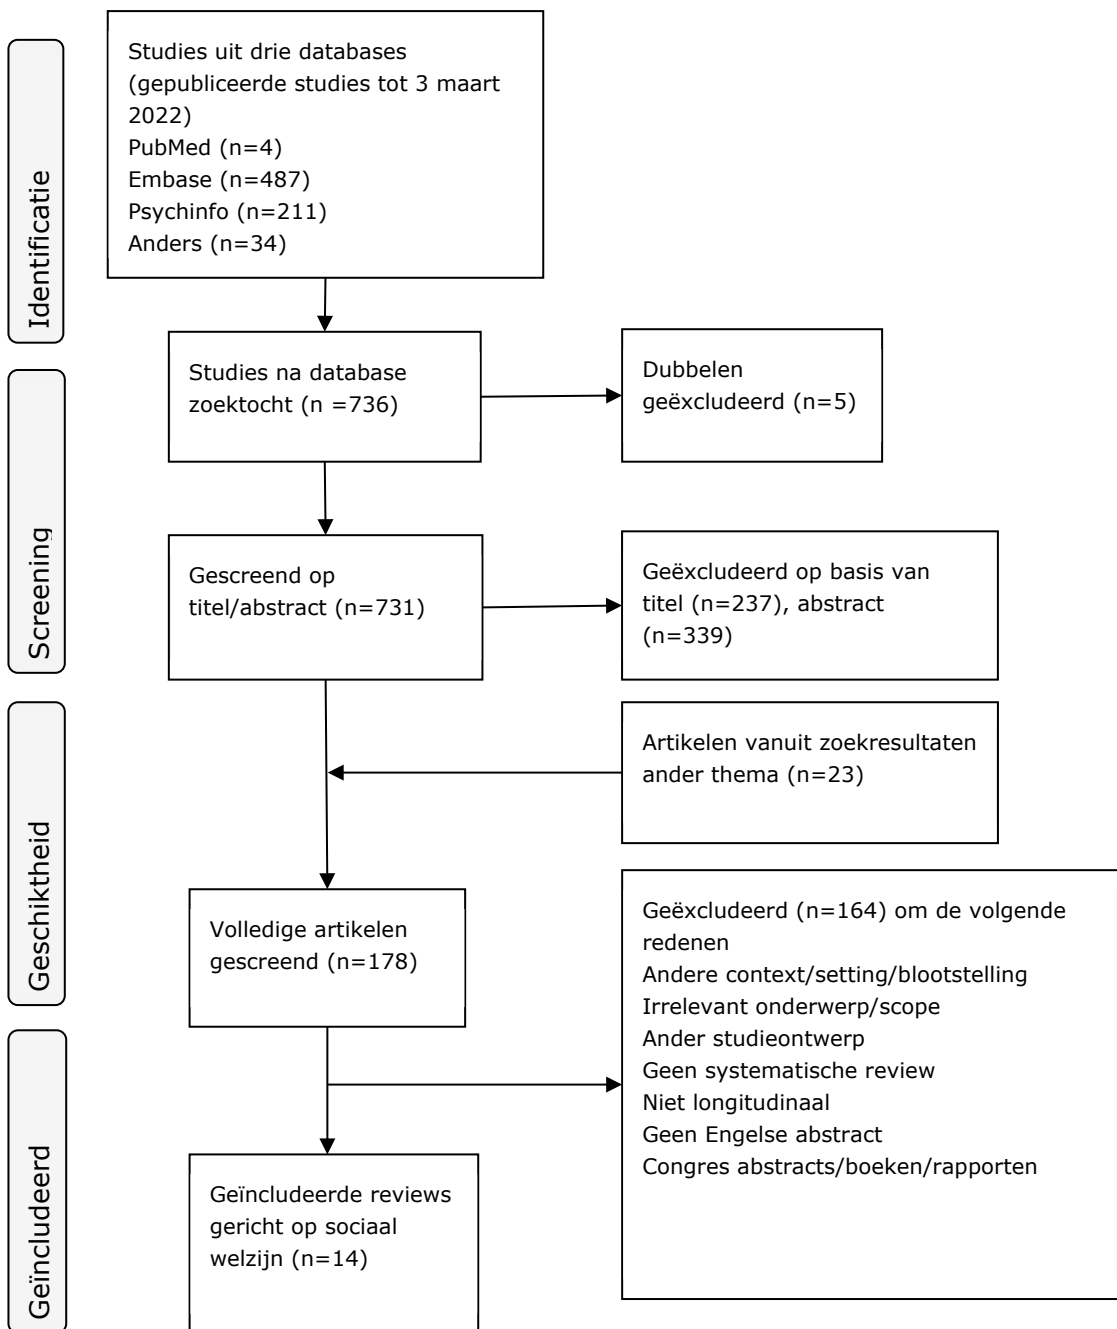 Identificatie
Studies uit drie databases
(gepubliceerde studies tot 3 maart
2022)
PubMed (n=4)
Embase (n=487)
Psychinfo (n=211)
Anders (n=34)
Studies na database
zoektocht (n =736)
Dubbelen
geëxcludeerd (n=5)
Screening
Gescreend op
titel/abstract (n=731)
Geëxcludeerd op basis van
titel (n=237), abstract
(n=339)
Artikelen vanuit zoekresultaten
ander thema (n=23)
Geschiktheid
Volledige artikelen
gescreend (n=178)
Geëxcludeerd (n=164) om de volgende
redenen
Andere context/setting/blootstelling
Irrelevant onderwerp/scope
Ander studieontwerp
Geen systematische review
Niet longitudinaal
Geen Engelse abstract
Congres abstracts/boeken/rapporten
Geïncludeerd
Geïncludeerde reviews
gericht op sociaal
welzijn (n=14)